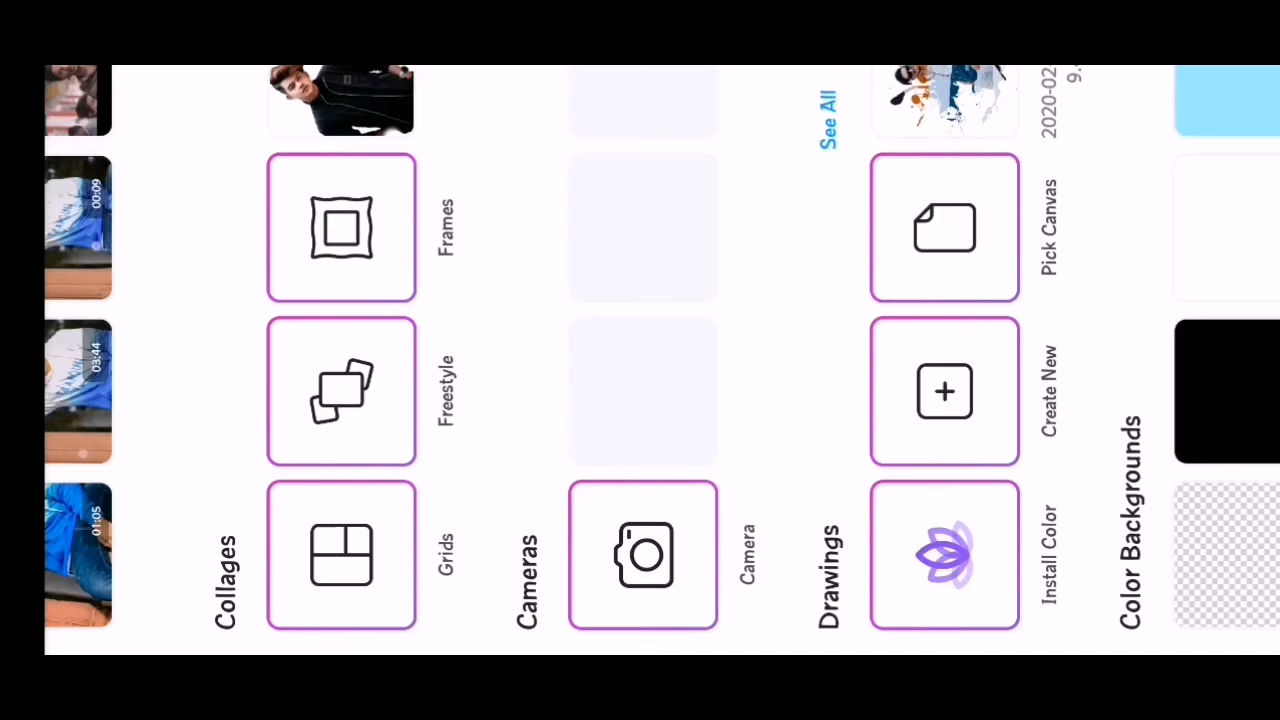 01:05
03:44
00:09
Collages
Grids
Freestyle
Frames
Cameras
Camera
Drawings
See All
Install Color
Create New
Pick Canvas
2020-02
9.
Color Backgrounds